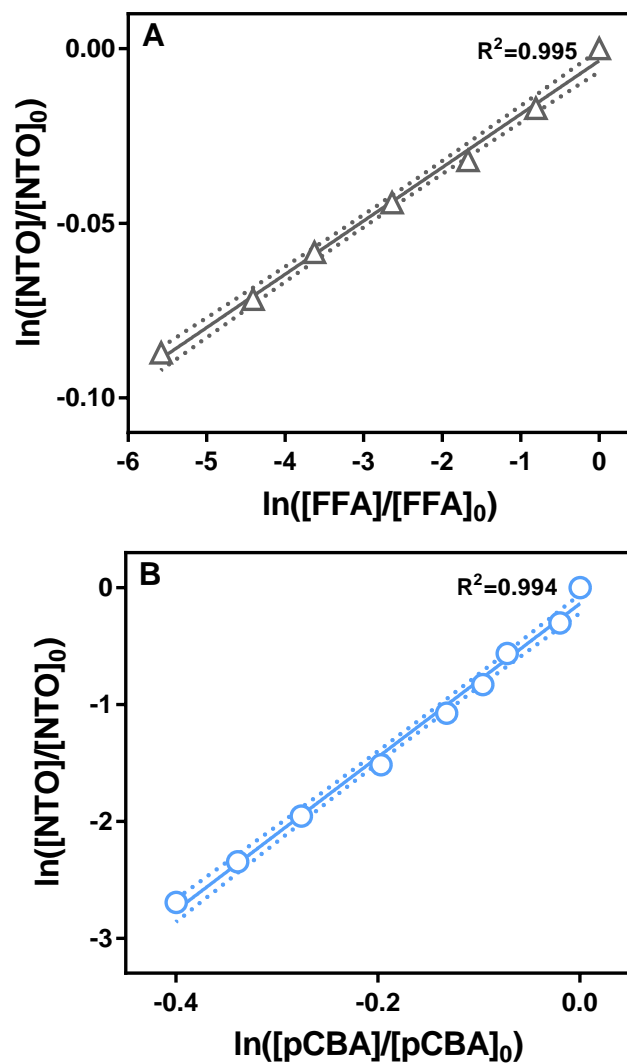 A
R²=0.995
0.00
-0.05
-0.10
ln([NTO]/[NTO]₀)
-6 -5 -4 -3 -2 -1 0
ln([FFA]/[FFA]₀)
B
R²=0.994
0
-1
-2
-3
ln([NTO]/[NTO]₀)
-0.4 -0.2 0.0
ln([pCBA]/[pCBA]₀)